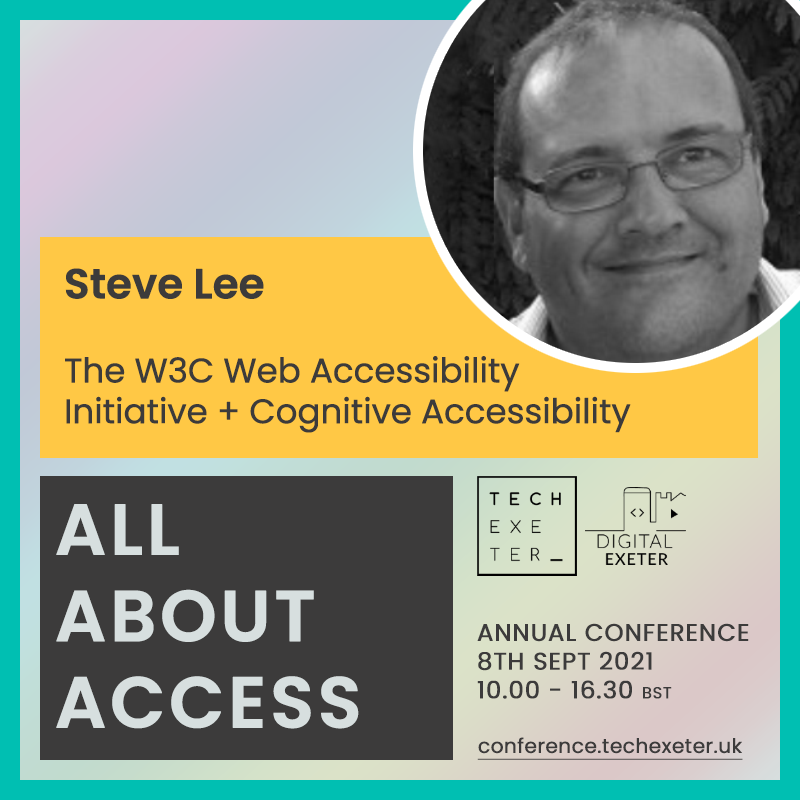 Steve Lee
The W3C Web Accessibility
Initiative + Cognitive Accessibility
ALL
ABOUT
ACCESS
TECH
EXE
TER_
<>
DIGITAL
EXETER
ANNUAL CONFERENCE
8TH SEPT 2021
10.00 - 16.30 BST
conference.techexeter.uk